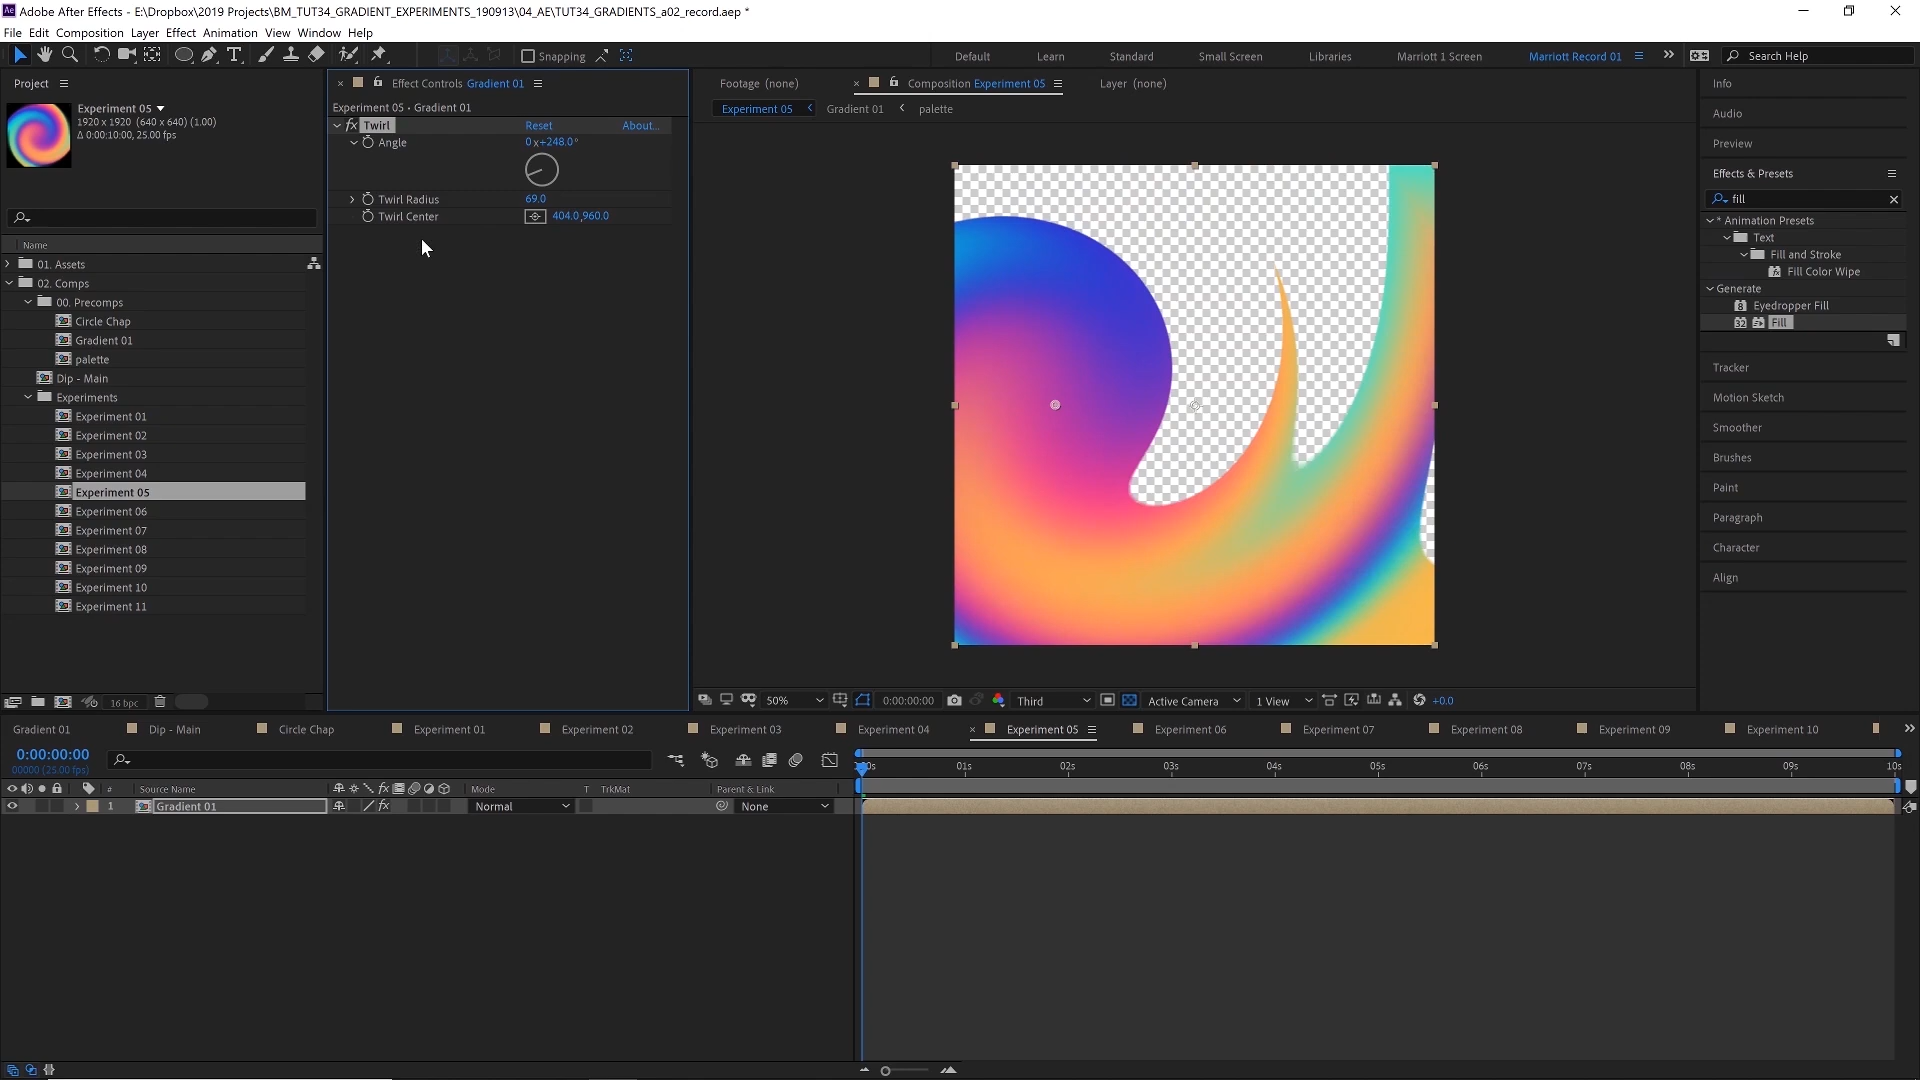 Adobe After Effects - E:\Dropbox\2019 Projects\BM_TUT34_GRADIENT_EXPERIMENTS_190913\04_AE\TUT34_GRADIENTS_a02_record.aep *
File Edit Composition Layer Effect Animation View Window Help
Snapping
Default Learn Standard Small Screen Libraries Marriott 1 Screen Marriott Record 01 Search Help
Project
Experiment 05
1920 x 1920 (640 x 640) (1.00)
Δ 0:00:10:00, 25.00 fps
Name
01. Assets
02. Comps
00. Precomps
Circle Chap
Gradient 01
palette
Dip - Main
Experiments
Experiment 01
Experiment 02
Experiment 03
Experiment 04
Experiment 05
Experiment 06
Experiment 07
Experiment 08
Experiment 09
Experiment 10
Experiment 11
16 bpc
Effect Controls Gradient 01
Experiment 05 • Gradient 01
fx Twirl Reset About...
Angle 0x+248.0°
Twirl Radius 69.0
Twirl Center 404.0,960.0
Footage (none) Composition Experiment 05 Layer (none)
Experiment 05 Gradient 01 palette
50% 0:00:00:00 Third Active Camera 1 View +0.0
Info
Audio
Preview
Effects & Presets
fill
* Animation Presets
Text
Fill and Stroke
Fill Color Wipe
Generate
Eyedropper Fill
Fill
Tracker
Motion Sketch
Smoother
Brushes
Paint
Paragraph
Character
Align
Gradient 01 Dip - Main Circle Chap Experiment 01 Experiment 02 Experiment 03 Experiment 04 Experiment 05 Experiment 06 Experiment 07 Experiment 08 Experiment 09 Experiment 10
0:00:00:00
00000 (25.00 fps)
01s 02s 03s 04s 05s 06s 07s 08s 09s 10s
# Source Name Mode T TrkMat Parent & Link
1 Gradient 01 Normal None